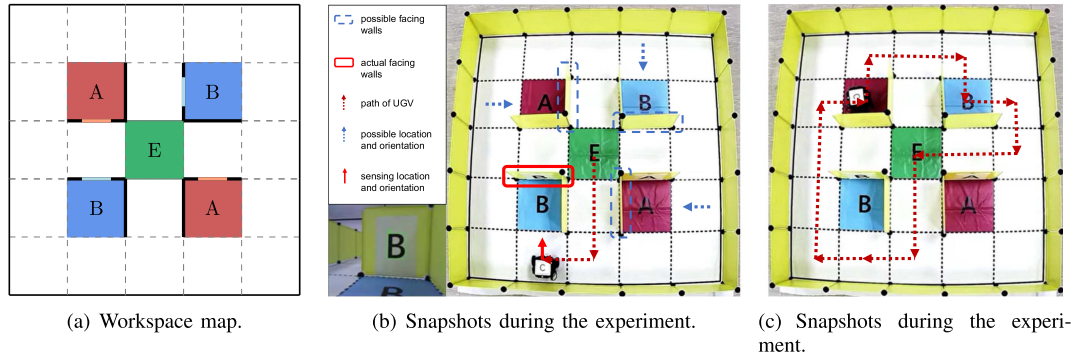 A
B
E
B
A
possible facing
walls
actual facing
walls
path of UGV
possible location
and orientation
sensing location
and orientation
B
B
A
B
E
B
A
B
A
C
C
B
E
A
B
A
(a) Workspace map.
(b) Snapshots during the experiment.
(c) Snapshots during the experi-
ment.